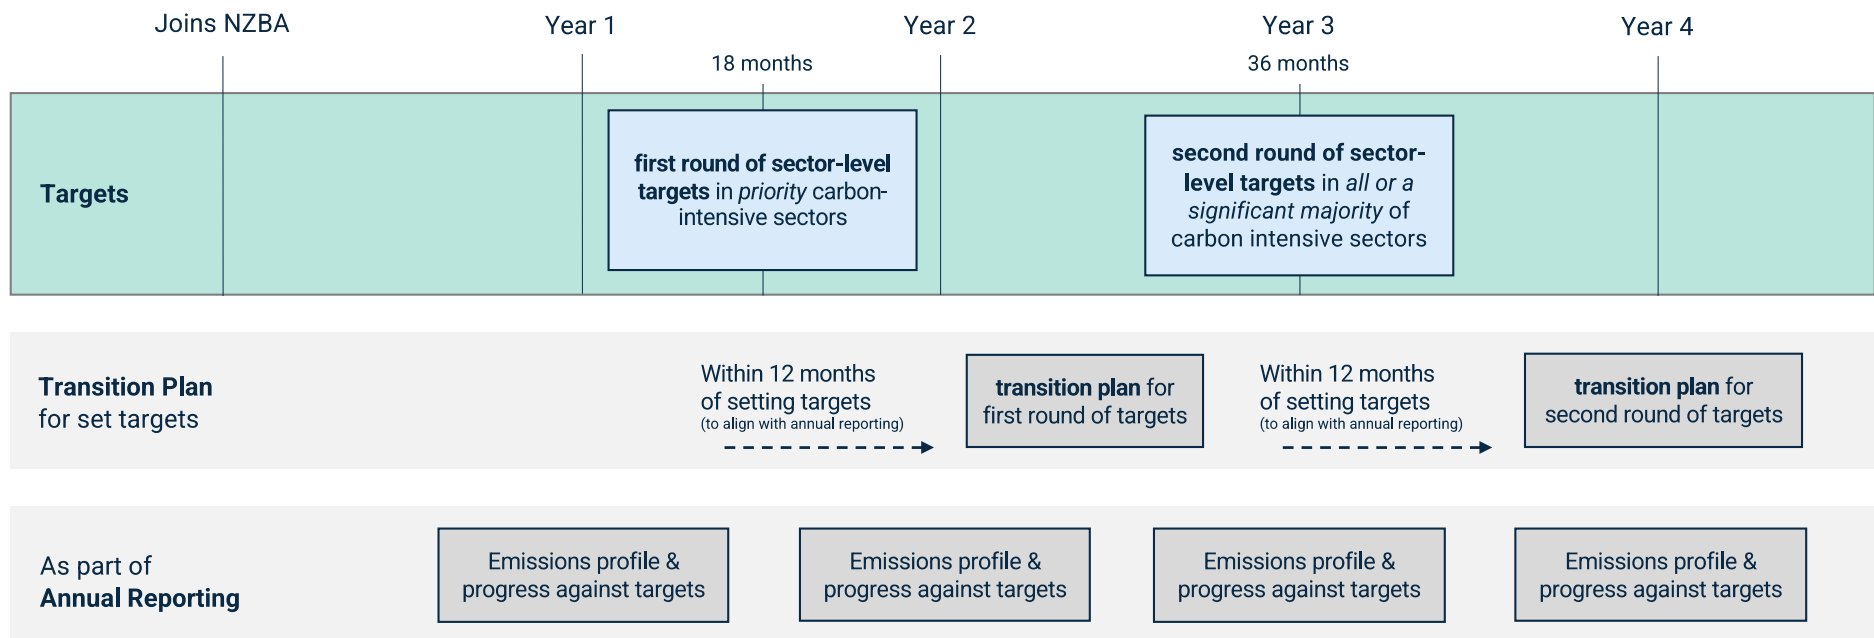 Joins NZBA
Year 1
Year 2
Year 3
Year 4
18 months
36 months
Targets
first round of sector-level
targets in priority carbon-
intensive sectors
second round of sector-
level targets in all or a
significant majority of
carbon intensive sectors
Transition Plan
for set targets
Within 12 months
of setting targets
(to align with annual reporting)
transition plan for
first round of targets
Within 12 months
of setting targets
(to align with annual reporting)
transition plan for
second round of targets
As part of
Annual Reporting
Emissions profile &
progress against targets
Emissions profile &
progress against targets
Emissions profile &
progress against targets
Emissions profile &
progress against targets